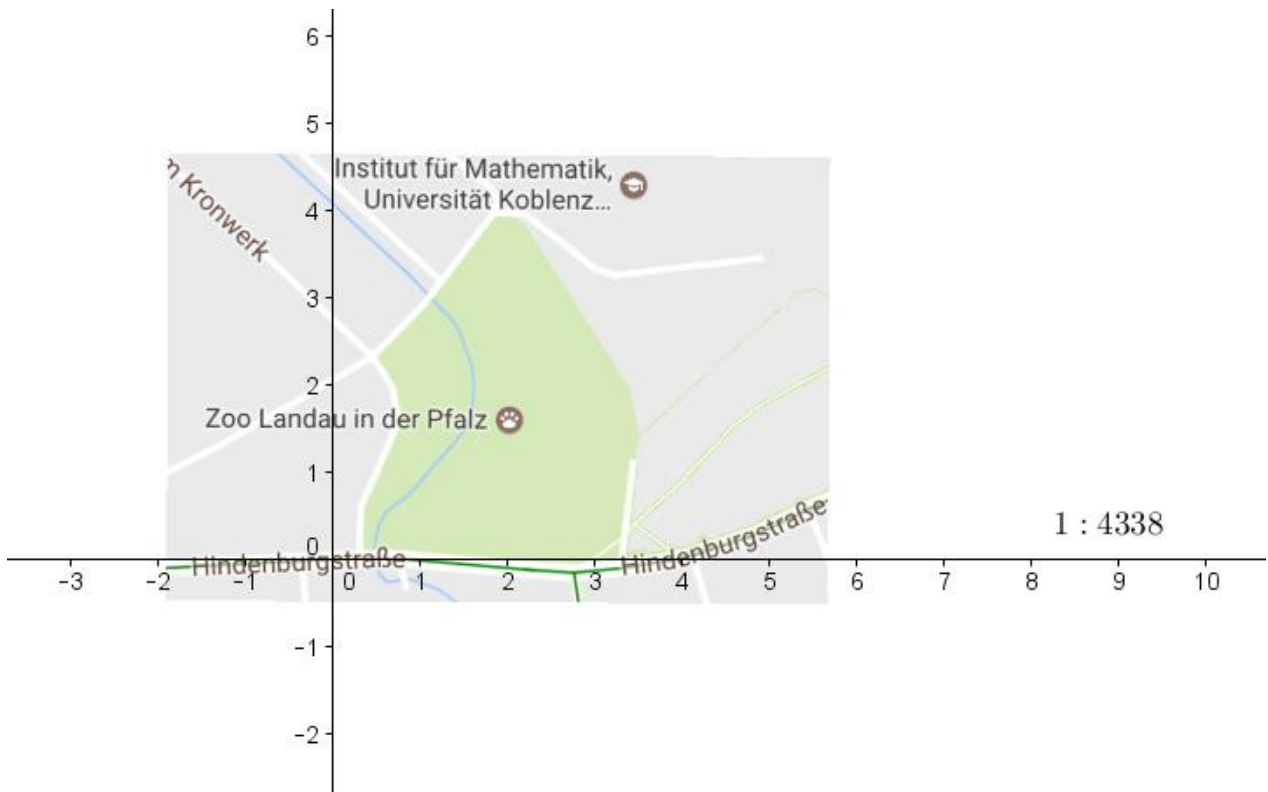 6
5
Institut für Mathematik,
m Kronwerk
Universität Koblenz...
4
3
2
Zoo Landau in der Pfalz
1
1 : 4338
0
Hindenburgstraße
Hindenburgstraße
-3 -2 -1 0 1 2 3 4 5 6 7 8 9 10
-1
-2